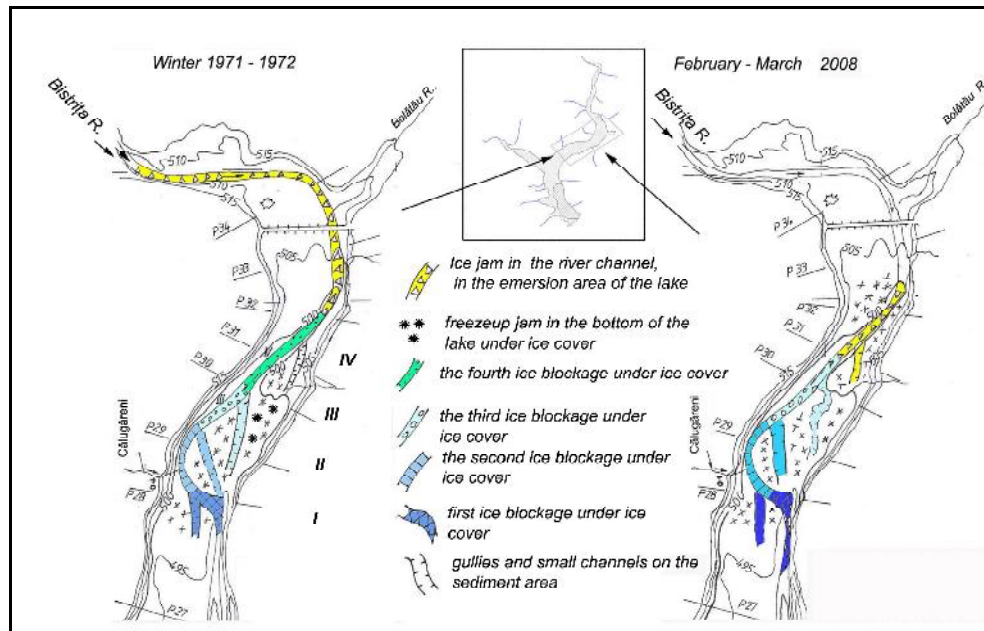 Winter 1971 - 1972
February - March 2008
Bistriţa R.
Bolătău R.
510
515
510
515
P34
505
P33
P32
500
P31
P30
IV
III
P29
Călugăreni
II
P28
I
495
P27
Ice jam in the river channel,
in the emersion area of the lake
freezeup jam in the bottom of the
lake under ice cover
the fourth ice blockage under ice cover
the third ice blockage under
ice cover
the second ice blockage under
ice cover
first ice blockage under ice
cover
gullies and small channels on the
sediment area
Bistriţa R.
Bolătău R.
515
510
510
515
P34
505
P33
P32
P31
P30
515
P29
Călugăreni
P28
495
P27